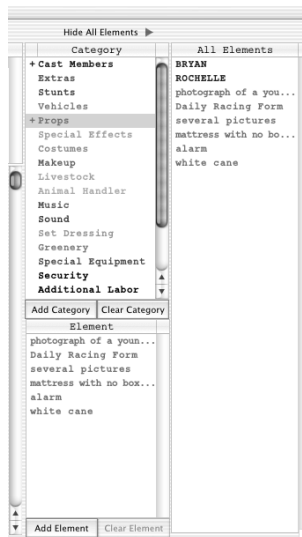 Hide All Elements
Category
+ Cast Members
Extras
Stunts
Vehicles
+ Props
Special Effects
Costumes
Makeup
Livestock
Animal Handler
Music
Sound
Set Dressing
Greenery
Special Equipment
Security
Additional Labor
Add Category Clear Category
Element
photograph of a youn...
Daily Racing Form
several pictures
mattress with no box...
alarm
white cane
Add Element Clear Element
All Elements
BRYAN
ROCHELLE
photograph of a you...
Daily Racing Form
several pictures
mattress with no bo...
alarm
white cane